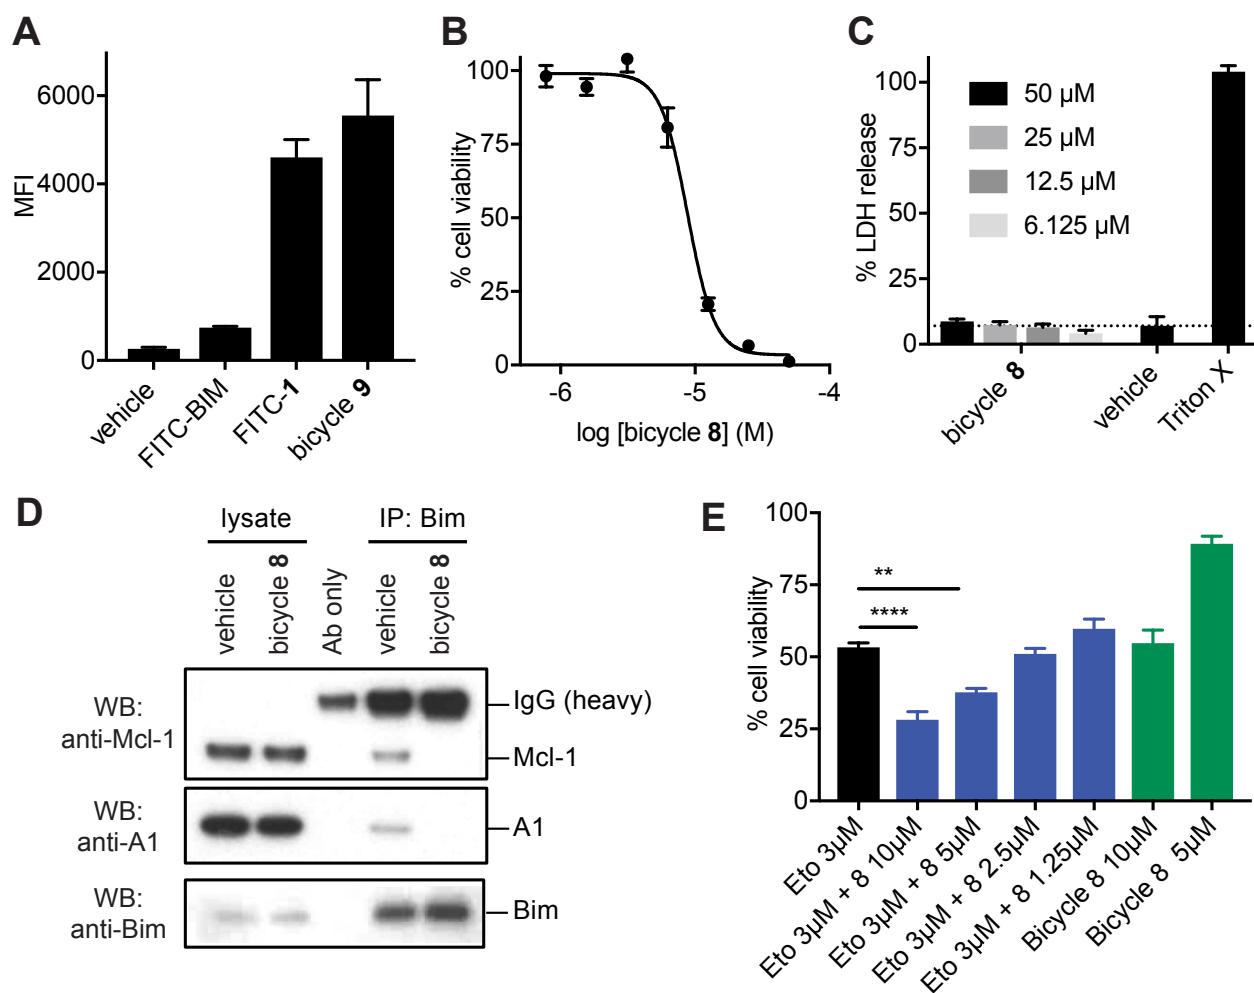 A
MFI
6000
4000
2000
0
vehicle
FITC-BIM
FITC-1
bicycle 9
B
% cell viability
100
75
50
25
0
-6
-5
-4
log [bicycle 8] (M)
C
% LDH release
100
75
50
25
0
50 µM
25 µM
12.5 µM
6.125 µM
bicycle 8
vehicle
Triton X
D
lysate
IP: Bim
vehicle
bicycle 8
Ab only
vehicle
bicycle 8
WB:
anti-Mcl-1
IgG (heavy)
Mcl-1
WB:
anti-A1
A1
WB:
anti-Bim
Bim
E
% cell viability
100
75
50
25
0
**
****
Eto 3µM
Eto 3µM + 8 10µM
Eto 3µM + 8 5µM
Eto 3µM + 8 2.5µM
Eto 3µM + 8 1.25µM
Bicycle 8 10µM
Bicycle 8 5µM